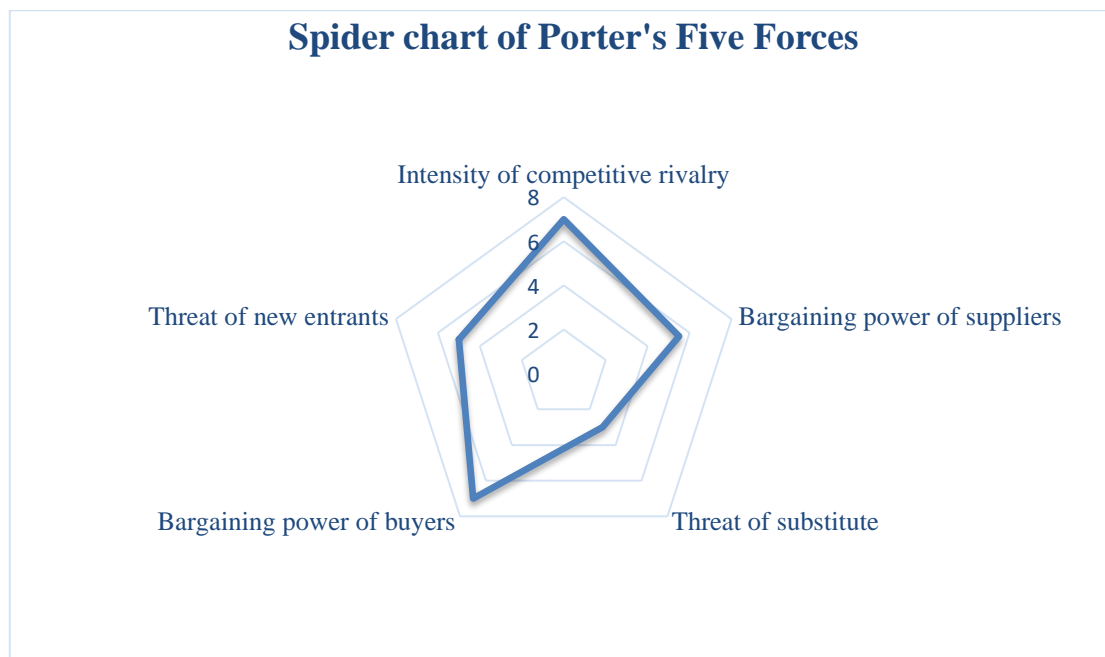 Spider chart of Porter's Five Forces
Intensity of competitive rivalry
8
6
4
2
0
Threat of new entrants
Bargaining power of suppliers
Bargaining power of buyers
Threat of substitute